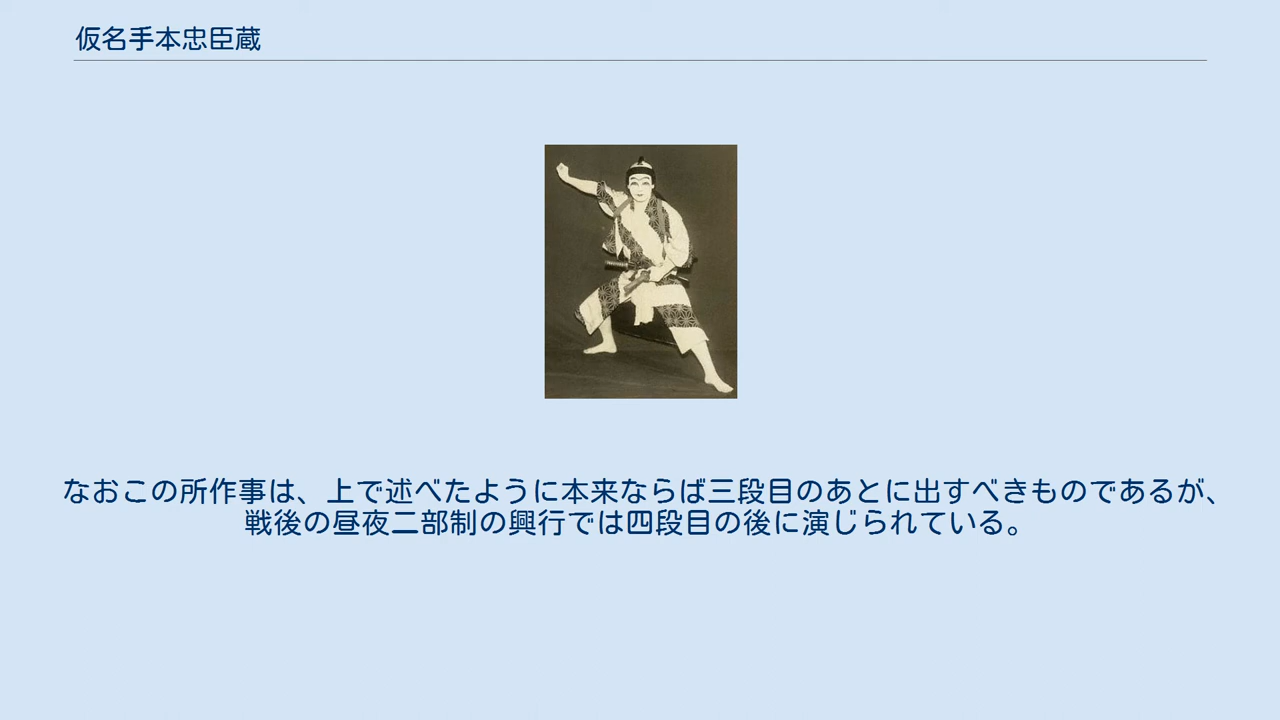 仮名手本忠臣蔵
なおこの所作事は、上で述べたように本来ならば三段目のあとに出すべきものであるが、
戦後の昼夜二部制の興行では四段目の後に演じられている。